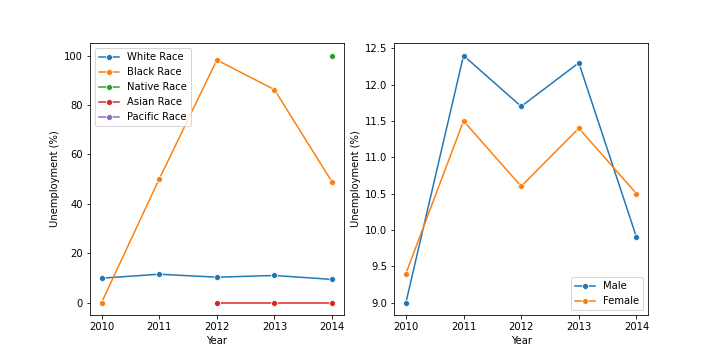 100
80
60
40
20
0
Unemployment (%)
White Race
Black Race
Native Race
Asian Race
Pacific Race
2010 2011 2012 2013 2014
Year
12.5
12.0
11.5
11.0
10.5
10.0
9.5
9.0
Unemployment (%)
Male
Female
2010 2011 2012 2013 2014
Year